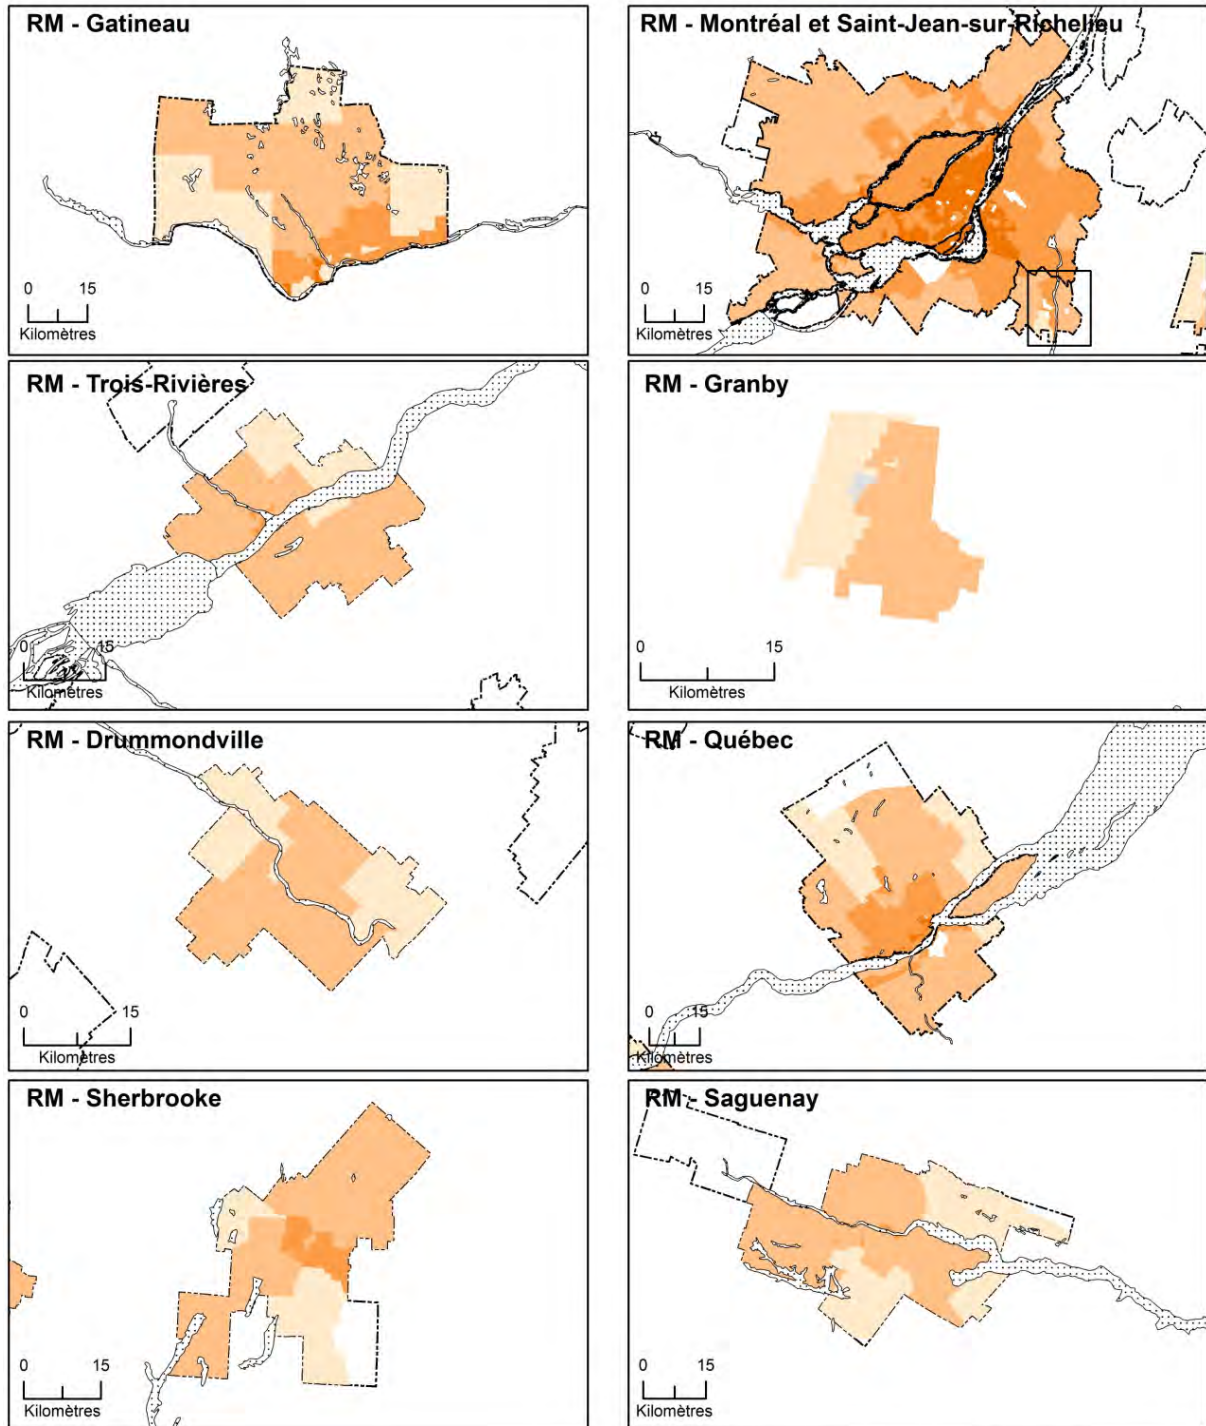 RM - Gatineau
0 15
Kilomètres
RM - Montréal et Saint-Jean-sur-Richelieu
0 15
Kilomètres
RM - Trois-Rivières
0 15
Kilomètres
RM - Granby
0 15
Kilomètres
RM - Drummondville
0 15
Kilomètres
RM - Québec
0 15
Kilomètres
RM - Sherbrooke
0 15
Kilomètres
RM - Saguenay
0 15
Kilomètres